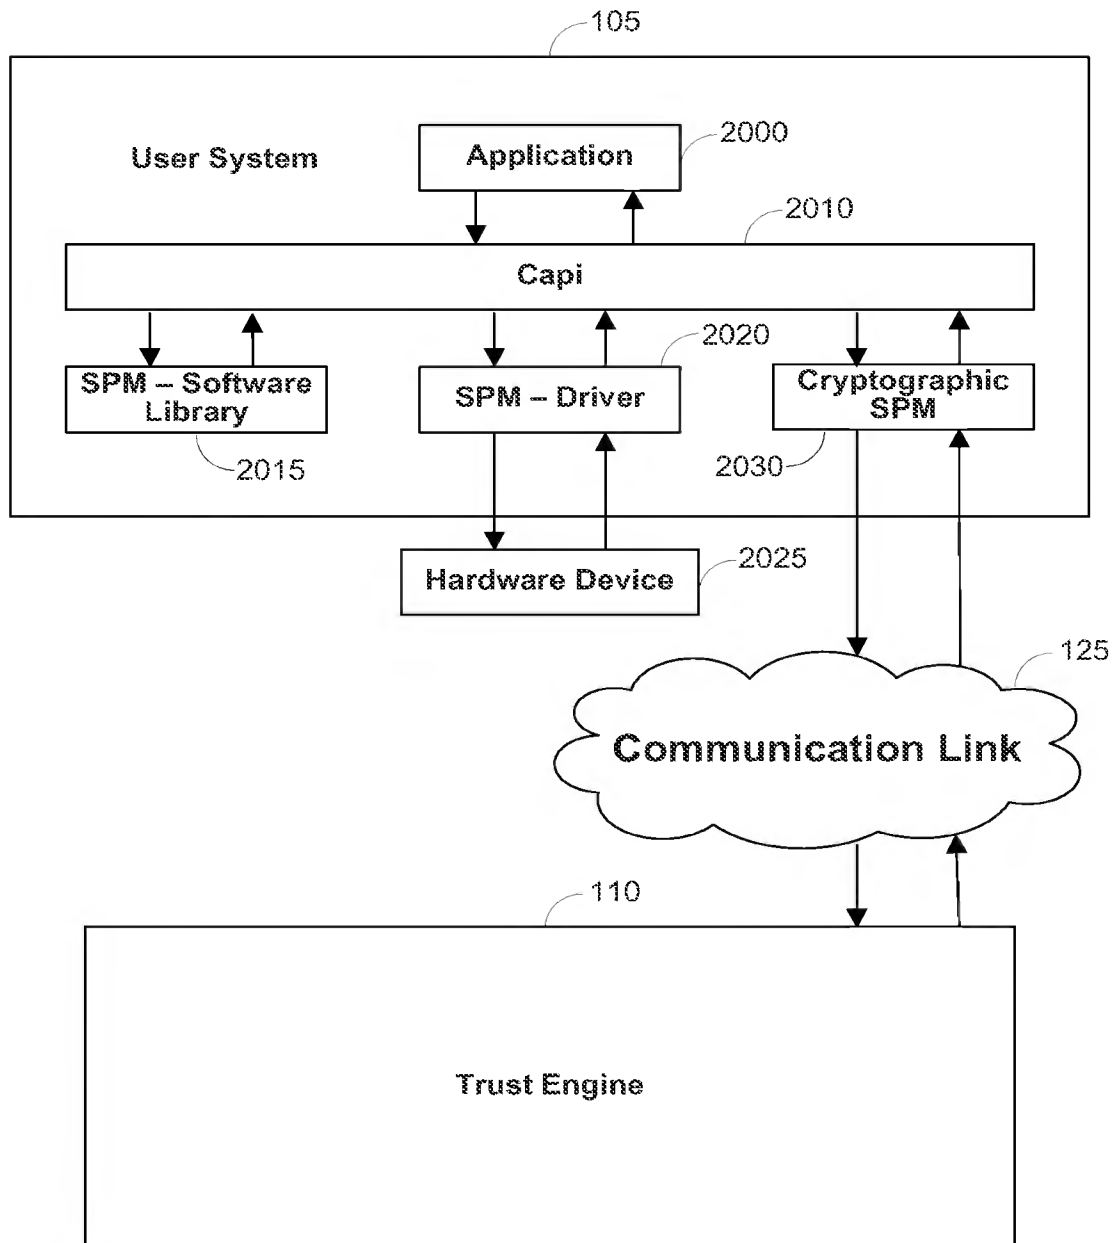 105
User System
Application
2000
2010
Capi
2020
SPM – Software
Library
SPM – Driver
Cryptographic
SPM
2015
2030
Hardware Device
2025
125
Communication Link
110
Trust Engine